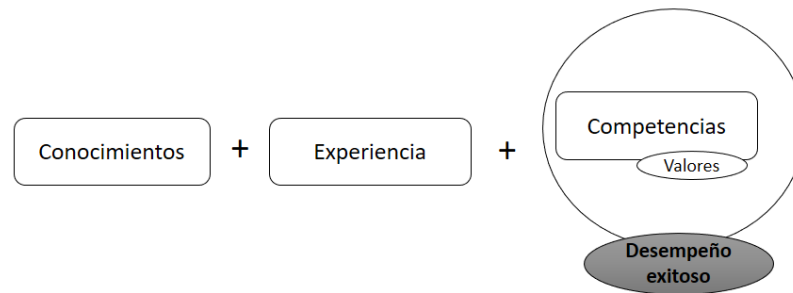 Conocimientos + Experiencia + Competencias
Valores
Desempeño
exitoso